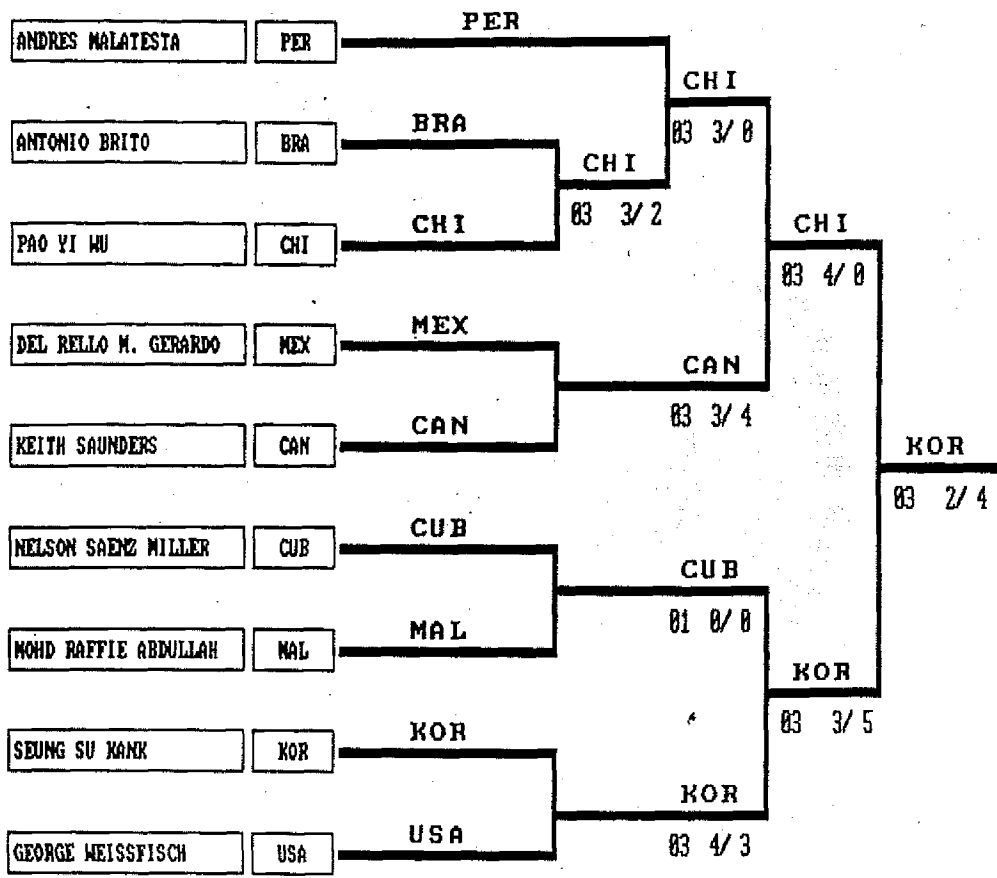 PER
ANDRES MALATESTA PER
CHI
BRA 03 3/ 0
ANTONIO BRITO BRA
CHI
03 3/ 2
CHI CHI
PAO YI WU CHI
03 4/ 0
MEX
DEL RELLO M. GERARDO MEX
CAN
03 3/ 4
CAN
KEITH SAUNDERS CAN
KOR
03 2/ 4
CUB
NELSON SAENZ MILLER CUB
CUB
01 0/ 0
MAL
MOHD RAFFIE ABDULLAH MAL
KOR
03 3/ 5
KOR
SEUNG SU KANK KOR
KOR
USA 03 4/ 3
GEORGE WEISSFISCH USA